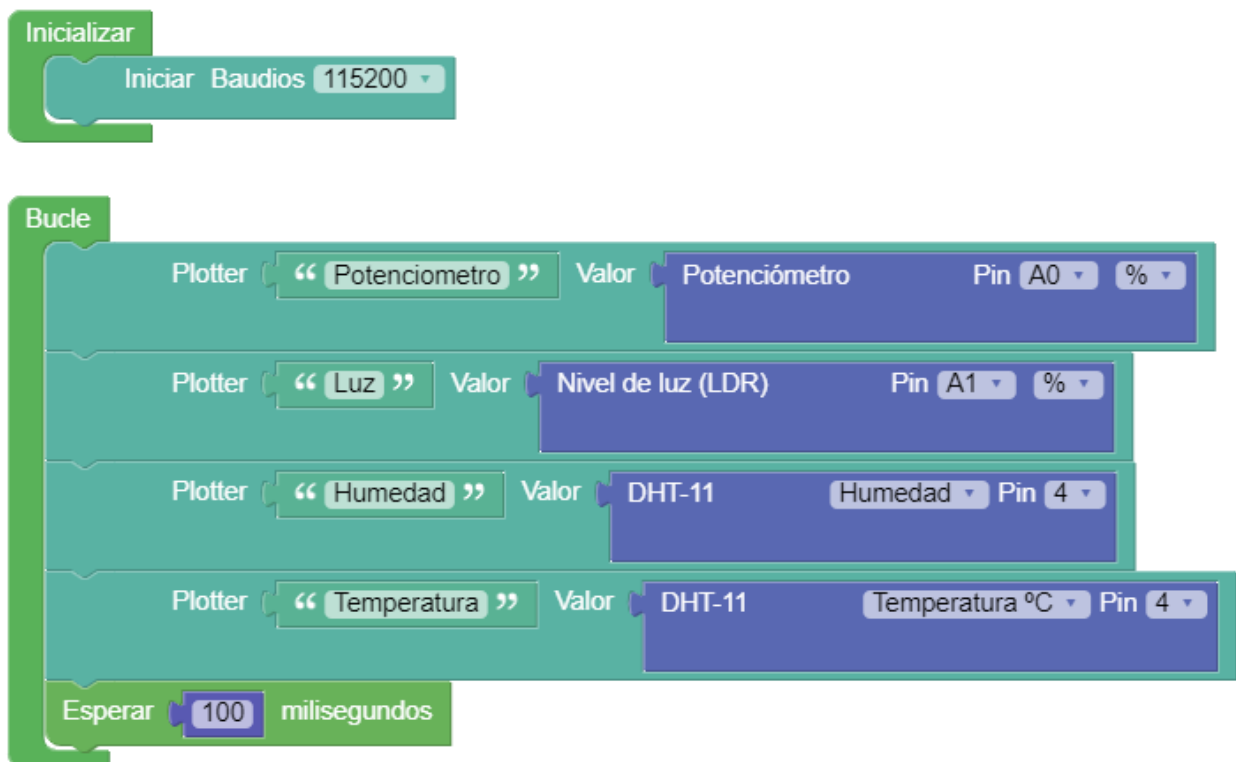 Inicializar
Iniciar Baudios 115200
Bucle
Plotter “ Potenciometro ” Valor Potenciómetro Pin A0 %
Plotter “ Luz ” Valor Nivel de luz (LDR) Pin A1 %
Plotter “ Humedad ” Valor DHT-11 Humedad Pin 4
Plotter “ Temperatura ” Valor DHT-11 Temperatura ºC Pin 4
Esperar 100 milisegundos